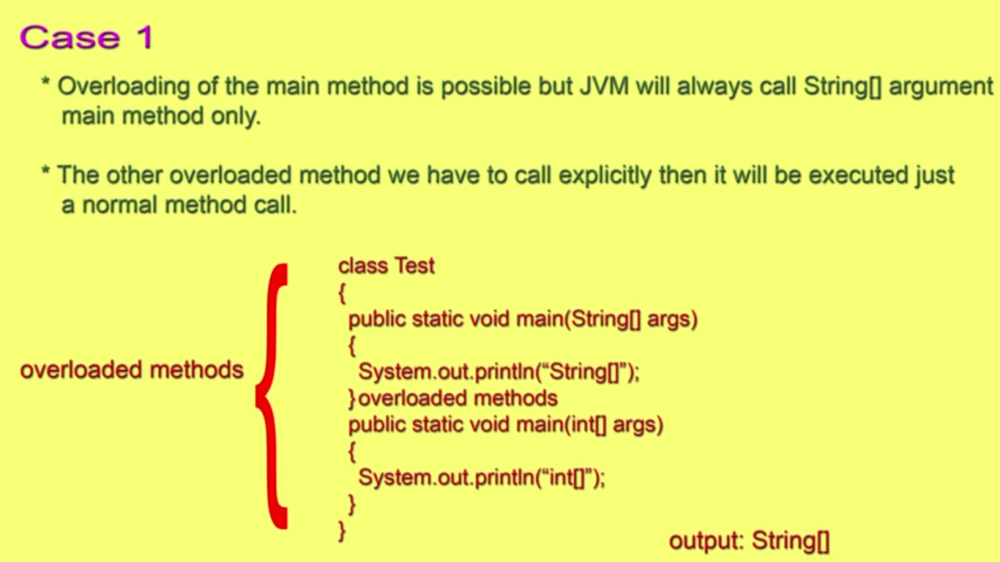 Case 1
* Overloading of the main method is possible but JVM will always call String[] argument
main method only.
* The other overloaded method we have to call explicitly then it will be executed just
a normal method call.
class Test
{
public static void main(String[] args)
{
overloaded methods
System.out.println(“String[]”);
}overloaded methods
public static void main(int[] args)
{
System.out.println(“int[]”);
}
}
output: String[]